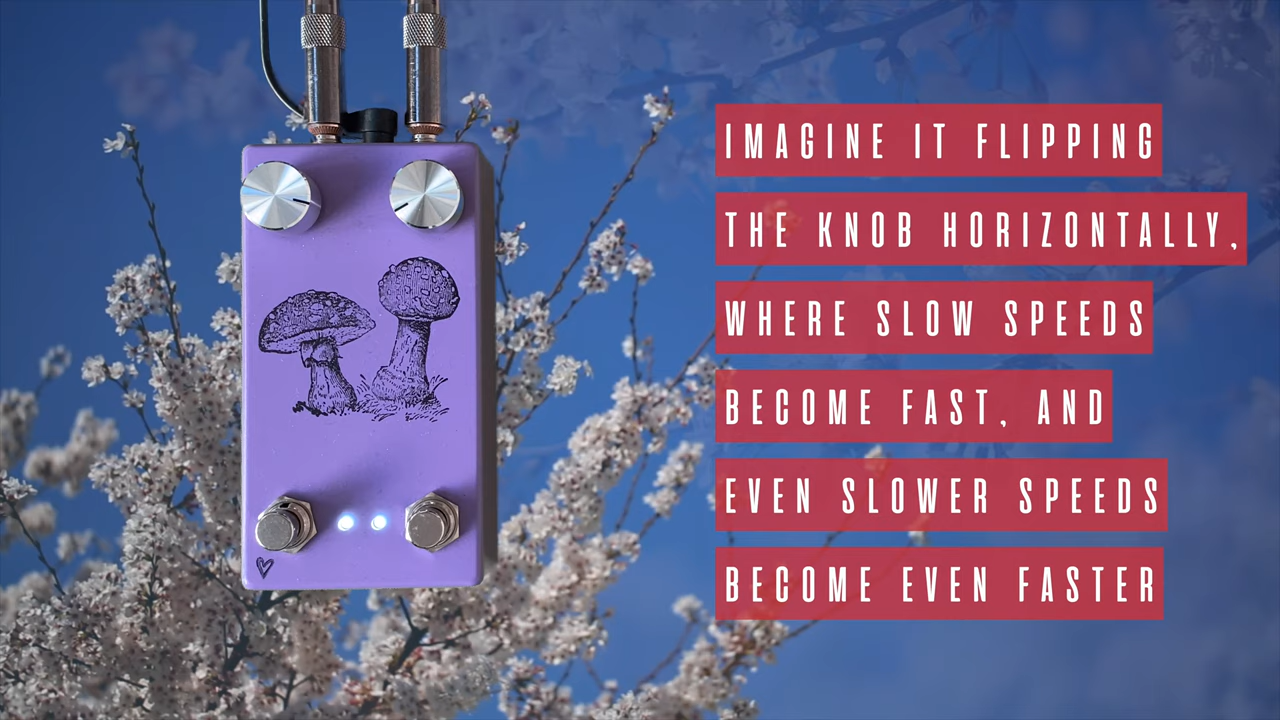 IMAGINE IT FLIPPING
THE KNOB HORIZONTALLY,
WHERE SLOW SPEEDS
BECOME FAST, AND
EVEN SLOWER SPEEDS
BECOME EVEN FASTER